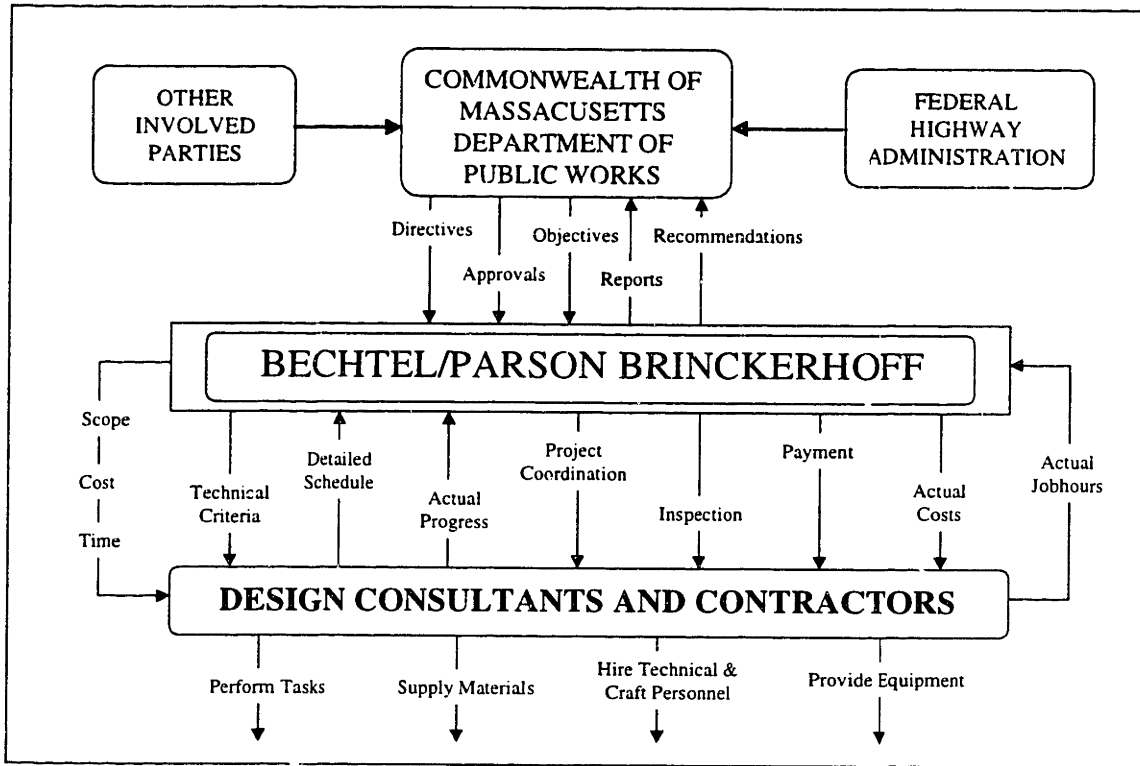 OTHER
INVOLVED
PARTIES
COMMONWEALTH OF
MASSACUSETTS
DEPARTMENT OF
PUBLIC WORKS
FEDERAL
HIGHWAY
ADMINISTRATION
Directives
Approvals
Objectives
Reports
Recommendations
BECHTEL/PARSON BRINCKERHOFF
Scope
Cost
Time
Technical
Criteria
Detailed
Schedule
Actual
Progress
Project
Coordination
Inspection
Payment
Actual
Costs
Actual
Jobhours
DESIGN CONSULTANTS AND CONTRACTORS
Perform Tasks
Supply Materials
Hire Technical &
Craft Personnel
Provide Equipment